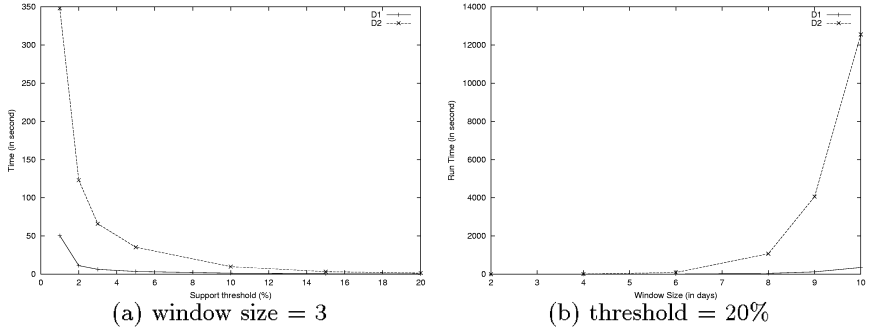 350
300
250
200
150
100
50
0
Time (in second)
D1
D2
0 2 4 6 8 10 12 14 16 18 20
Support threshold (%)
(a) window size = 3
14000
12000
10000
8000
6000
4000
2000
0
Run Time (in second)
D1
D2
2 3 4 5 6 7 8 9 10
Window Size (in days)
(b) threshold = 20%